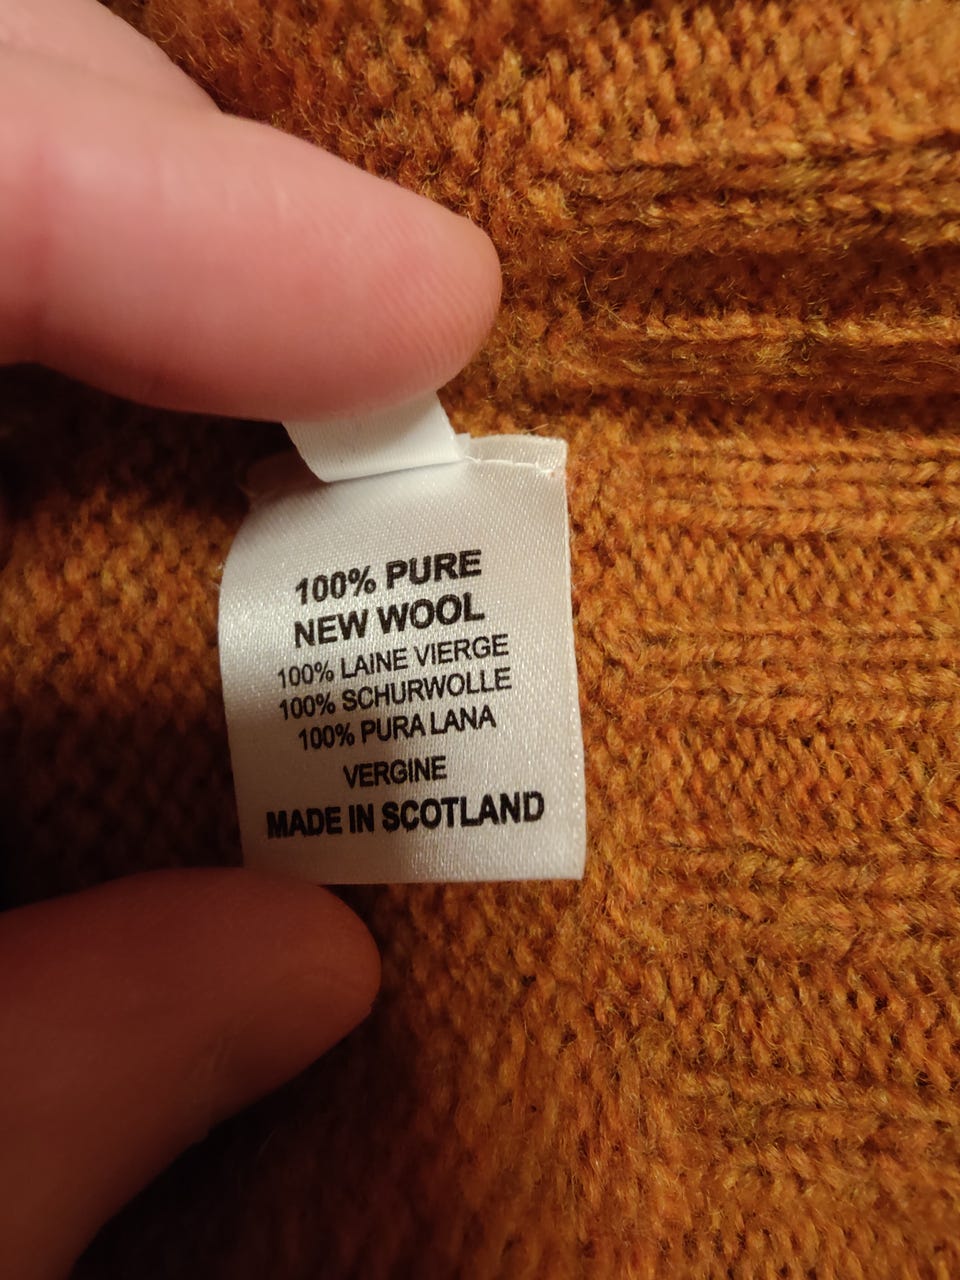 100% PURE
NEW WOOL
100% LAINE VIERGE
100% SCHURWOLLE
100% PURA LANA
VERGINE
MADE IN SCOTLAND